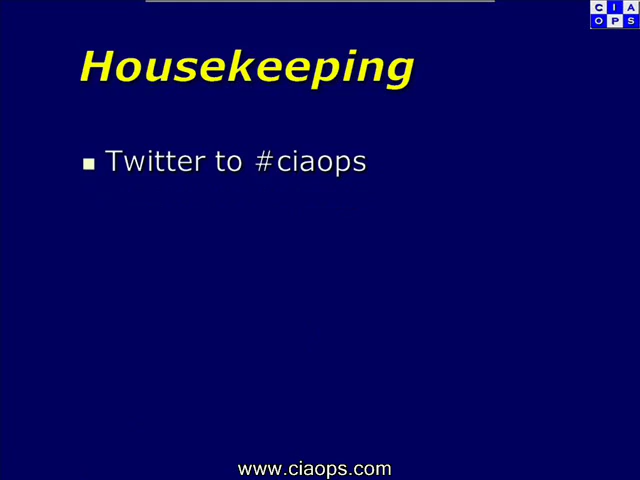 C I A
O P S
Housekeeping
Twitter to #ciaops
www.ciaops.com